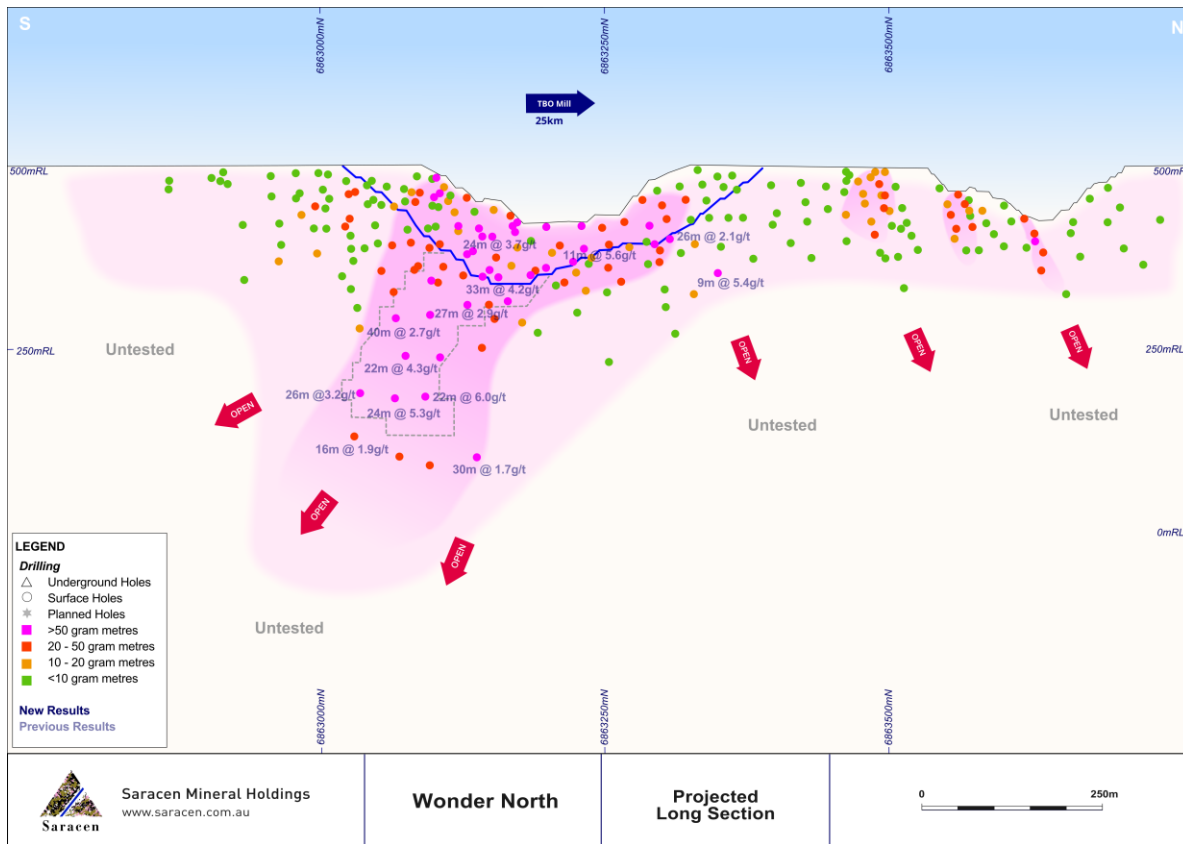 S
N
6863000mN
6863250mN
6863500mN
TBO Mill
25km
500mRL
500mRL
24m @ 3.7g/t
11m @ 5.6g/t
26m @ 2.1g/t
9m @ 5.4g/t
33m @ 4.2g/t
27m @ 2.9g/t
40m @ 2.7g/t
250mRL
250mRL
Untested
22m @ 4.3g/t
26m @3.2g/t
22m @ 6.0g/t
24m @ 5.3g/t
OPEN
OPEN
OPEN
OPEN
Untested
Untested
16m @ 1.9g/t
30m @ 1.7g/t
OPEN
OPEN
0mRL
0mRL
Untested
LEGEND
Drilling
Underground Holes
Surface Holes
Planned Holes
>50 gram metres
20 - 50 gram metres
10 - 20 gram metres
<10 gram metres
New Results
Previous Results
6863000mN
6863250mN
6863500mN
Saracen
Saracen Mineral Holdings
www.saracen.com.au
Wonder North
Projected
Long Section
0
250m